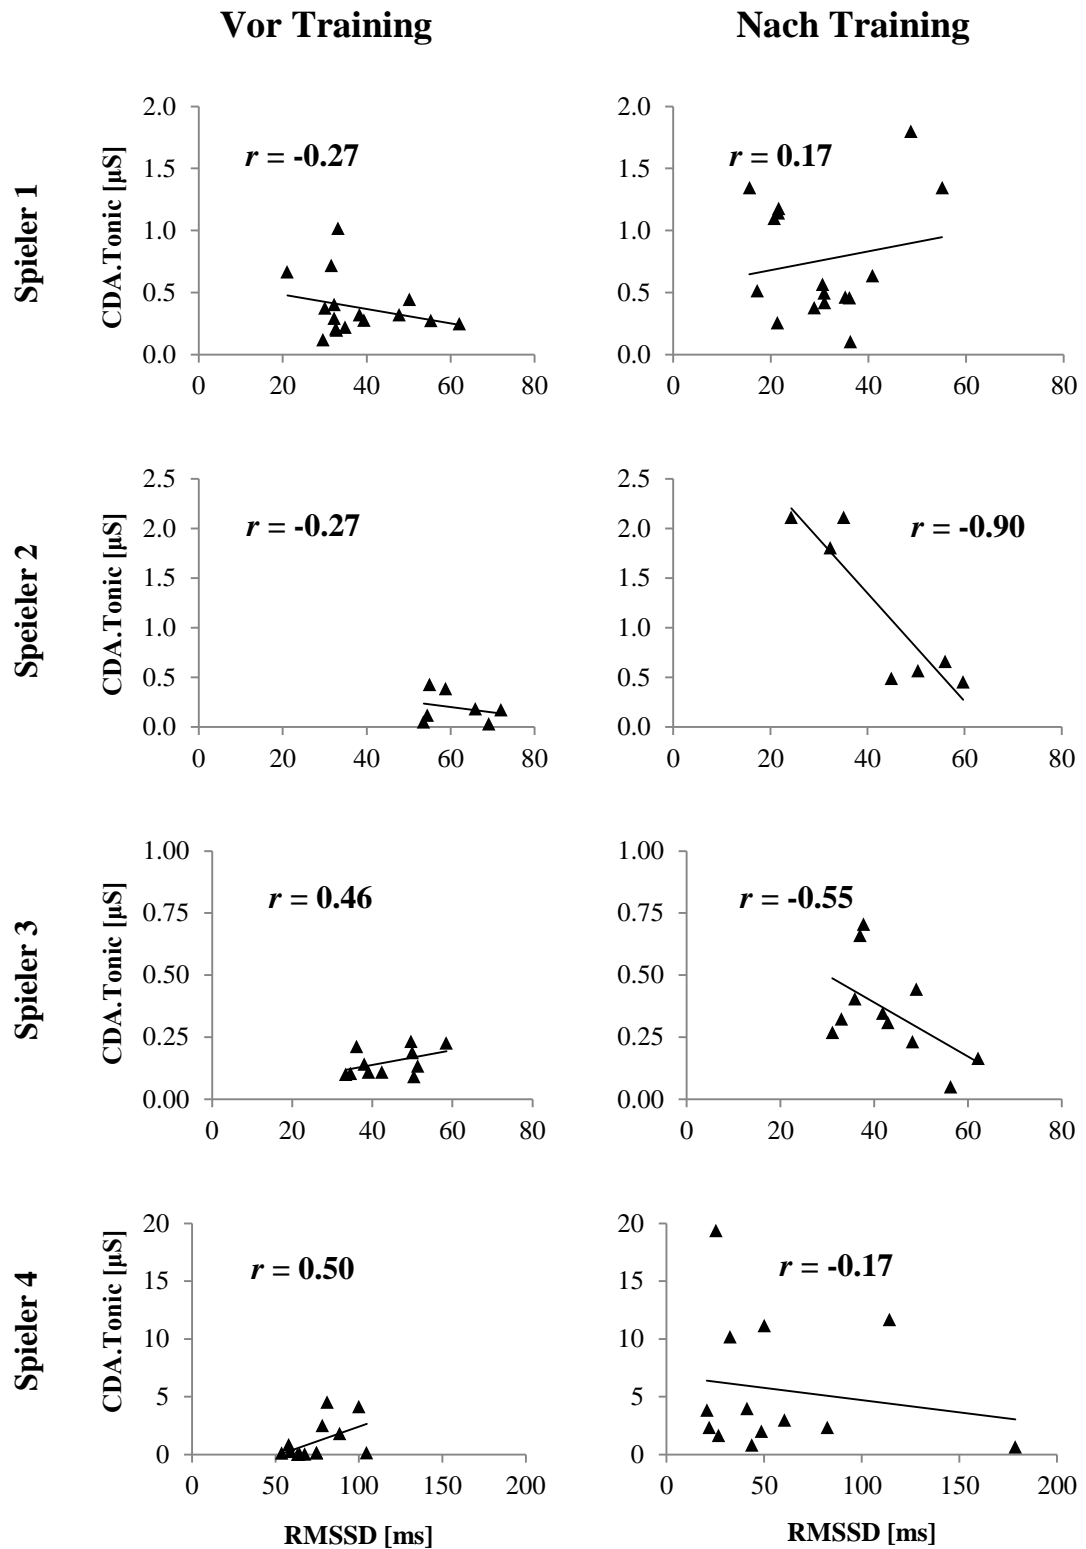 Vor Training Nach Training
Spieler 1
CDA.Tonic [µS]
2.0
1.5
1.0
0.5
0.0
r = -0.27
0 20 40 60 80
2.0
1.5
1.0
0.5
0.0
r = 0.17
0 20 40 60 80
Speieler 2
CDA.Tonic [µS]
2.5
2.0
1.5
1.0
0.5
0.0
r = -0.27
0 20 40 60 80
2.5
2.0
1.5
1.0
0.5
0.0
r = -0.90
0 20 40 60 80
Spieler 3
CDA.Tonic [µS]
1.00
0.75
0.50
0.25
0.00
r = 0.46
0 20 40 60 80
1.00
0.75
0.50
0.25
0.00
r = -0.55
0 20 40 60 80
Spieler 4
CDA.Tonic [µS]
20
15
10
5
0
r = 0.50
0 50 100 150 200
RMSSD [ms]
20
15
10
5
0
r = -0.17
0 50 100 150 200
RMSSD [ms]